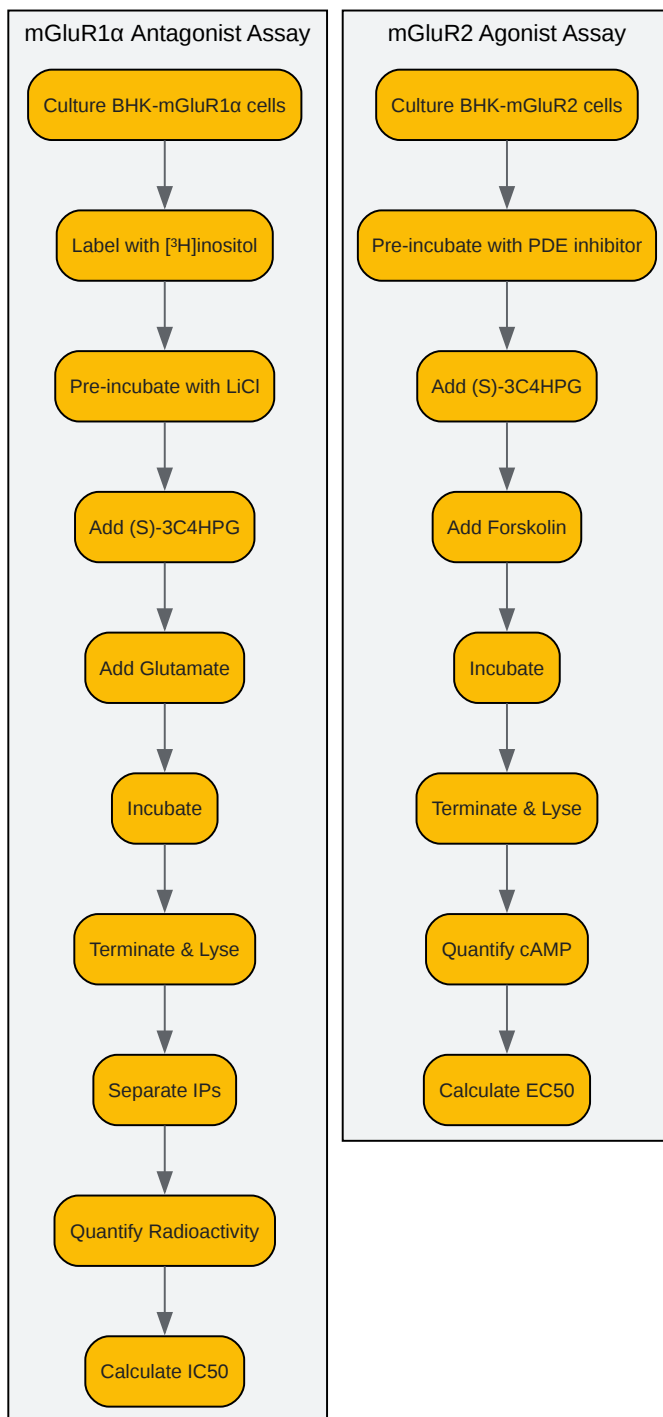 mGluR1α Antagonist Assay
Culture BHK-mGluR1α cells
Label with [³H]inositol
Pre-incubate with LiCl
Add (S)-3C4HPG
Add Glutamate
Incubate
Terminate & Lyse
Separate IPs
Quantify Radioactivity
Calculate IC50
mGluR2 Agonist Assay
Culture BHK-mGluR2 cells
Pre-incubate with PDE inhibitor
Add (S)-3C4HPG
Add Forskolin
Incubate
Terminate & Lyse
Quantify cAMP
Calculate EC50